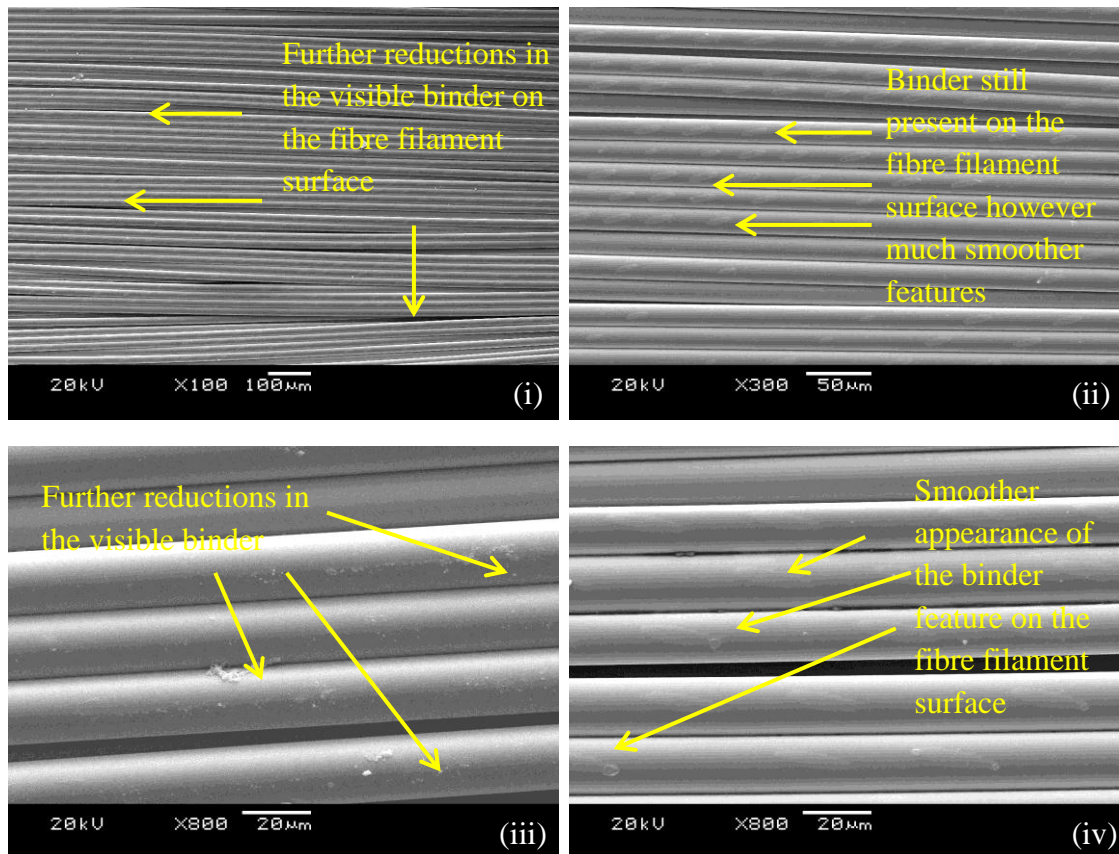 Further reductions in
the visible binder on
the fibre filament
surface
20kV X100 100μm (i)
Binder still
present on the
fibre filament
surface however
much smoother
features
20kV X300 50μm (ii)
Further reductions in
the visible binder
20kV X800 20μm (iii)
Smoother
appearance of
the binder
feature on the
fibre filament
surface
20kV X800 20μm (iv)